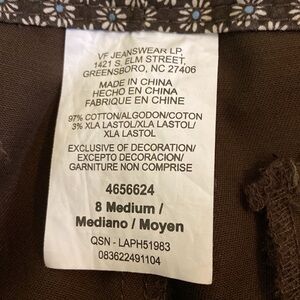 VF JEANSWEAR LP
1421 S. ELM STREET,
GREENSBORO, NC 27406
MADE IN CHINA
HECHO EN CHINA
FABRIQUE EN CHINE
97% COTTON/ALGODON/COTON
3% XLA LASTOL/XLA LASTOL/
XLA LASTOL
EXCLUSIVE OF DECORATION/
EXCEPTO DECORACION/
GARNITURE NON COMPRISE
4656624
8 Medium /
Mediano / Moyen
QSN - LAPH51983
083622491104